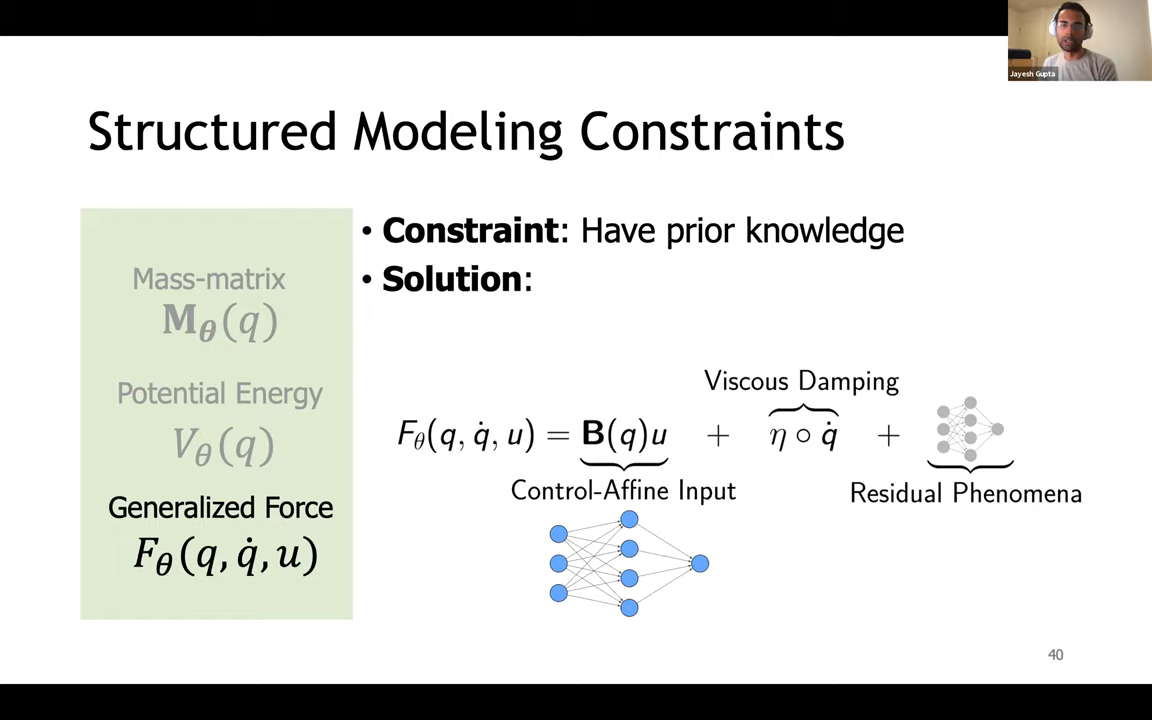 Jayesh Gupta
Structured Modeling Constraints
Mass-matrix
𝐌_θ(q)
Potential Energy
V_θ(q)
Generalized Force
F_θ(q, q̇, u)
• Constraint: Have prior knowledge
• Solution:
Viscous Damping
F_θ(q, q̇, u) = B(q)u + η ∘ q̇ +
Control-Affine Input
Residual Phenomena
40